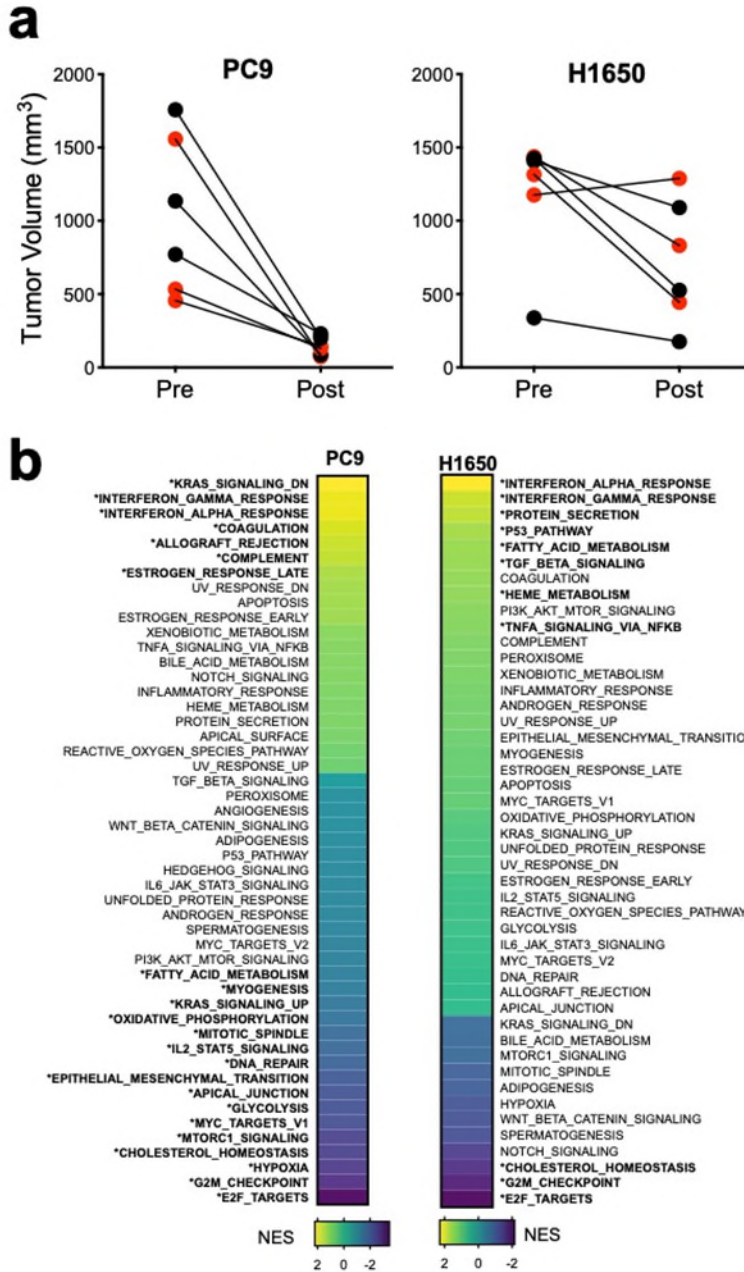 a
PC9
H1650
Tumor Volume (mm³)
2000
1500
1000
500
0
Pre
Post
2000
1500
1000
500
0
Pre
Post
b
PC9
*KRAS_SIGNALING_DN
*INTERFERON_GAMMA_RESPONSE
*INTERFERON_ALPHA_RESPONSE
*COAGULATION
*ALLOGRAFT_REJECTION
*COMPLEMENT
*ESTROGEN_RESPONSE_LATE
UV_RESPONSE_DN
APOPTOSIS
ESTROGEN_RESPONSE_EARLY
XENOBIOTIC_METABOLISM
TNFA_SIGNALING_VIA_NFKB
BILE_ACID_METABOLISM
NOTCH_SIGNALING
INFLAMMATORY_RESPONSE
HEME_METABOLISM
PROTEIN_SECRETION
APICAL_SURFACE
REACTIVE_OXYGEN_SPECIES_PATHWAY
UV_RESPONSE_UP
TGF_BETA_SIGNALING
PEROXISOME
ANGIOGENESIS
WNT_BETA_CATENIN_SIGNALING
ADIPOGENESIS
P53_PATHWAY
HEDGEHOG_SIGNALING
IL6_JAK_STAT3_SIGNALING
UNFOLDED_PROTEIN_RESPONSE
ANDROGEN_RESPONSE
SPERMATOGENESIS
MYC_TARGETS_V2
PI3K_AKT_MTOR_SIGNALING
*FATTY_ACID_METABOLISM
*MYOGENESIS
*KRAS_SIGNALING_UP
*OXIDATIVE_PHOSPHORYLATION
*MITOTIC_SPINDLE
*IL2_STAT5_SIGNALING
*DNA_REPAIR
*EPITHELIAL_MESENCHYMAL_TRANSITION
*APICAL_JUNCTION
*GLYCOLYSIS
*MYC_TARGETS_V1
*MTORC1_SIGNALING
*CHOLESTEROL_HOMEOSTASIS
*HYPOXIA
*G2M_CHECKPOINT
*E2F_TARGETS
NES
2 0 -2
H1650
*INTERFERON_ALPHA_RESPONSE
*INTERFERON_GAMMA_RESPONSE
*PROTEIN_SECRETION
*P53_PATHWAY
*FATTY_ACID_METABOLISM
*TGF_BETA_SIGNALING
COAGULATION
*HEME_METABOLISM
PI3K_AKT_MTOR_SIGNALING
*TNFA_SIGNALING_VIA_NFKB
COMPLEMENT
PEROXISOME
XENOBIOTIC_METABOLISM
INFLAMMATORY_RESPONSE
ANDROGEN_RESPONSE
UV_RESPONSE_UP
EPITHELIAL_MESENCHYMAL_TRANSITIO
MYOGENESIS
ESTROGEN_RESPONSE_LATE
APOPTOSIS
MYC_TARGETS_V1
OXIDATIVE_PHOSPHORYLATION
KRAS_SIGNALING_UP
UNFOLDED_PROTEIN_RESPONSE
UV_RESPONSE_DN
ESTROGEN_RESPONSE_EARLY
IL2_STAT5_SIGNALING
REACTIVE_OXYGEN_SPECIES_PATHWAY
GLYCOLYSIS
IL6_JAK_STAT3_SIGNALING
MYC_TARGETS_V2
DNA_REPAIR
ALLOGRAFT_REJECTION
APICAL_JUNCTION
KRAS_SIGNALING_DN
BILE_ACID_METABOLISM
MTORC1_SIGNALING
MITOTIC_SPINDLE
ADIPOGENESIS
HYPOXIA
WNT_BETA_CATENIN_SIGNALING
SPERMATOGENESIS
NOTCH_SIGNALING
*CHOLESTEROL_HOMEOSTASIS
*G2M_CHECKPOINT
*E2F_TARGETS
NES
2 0 -2